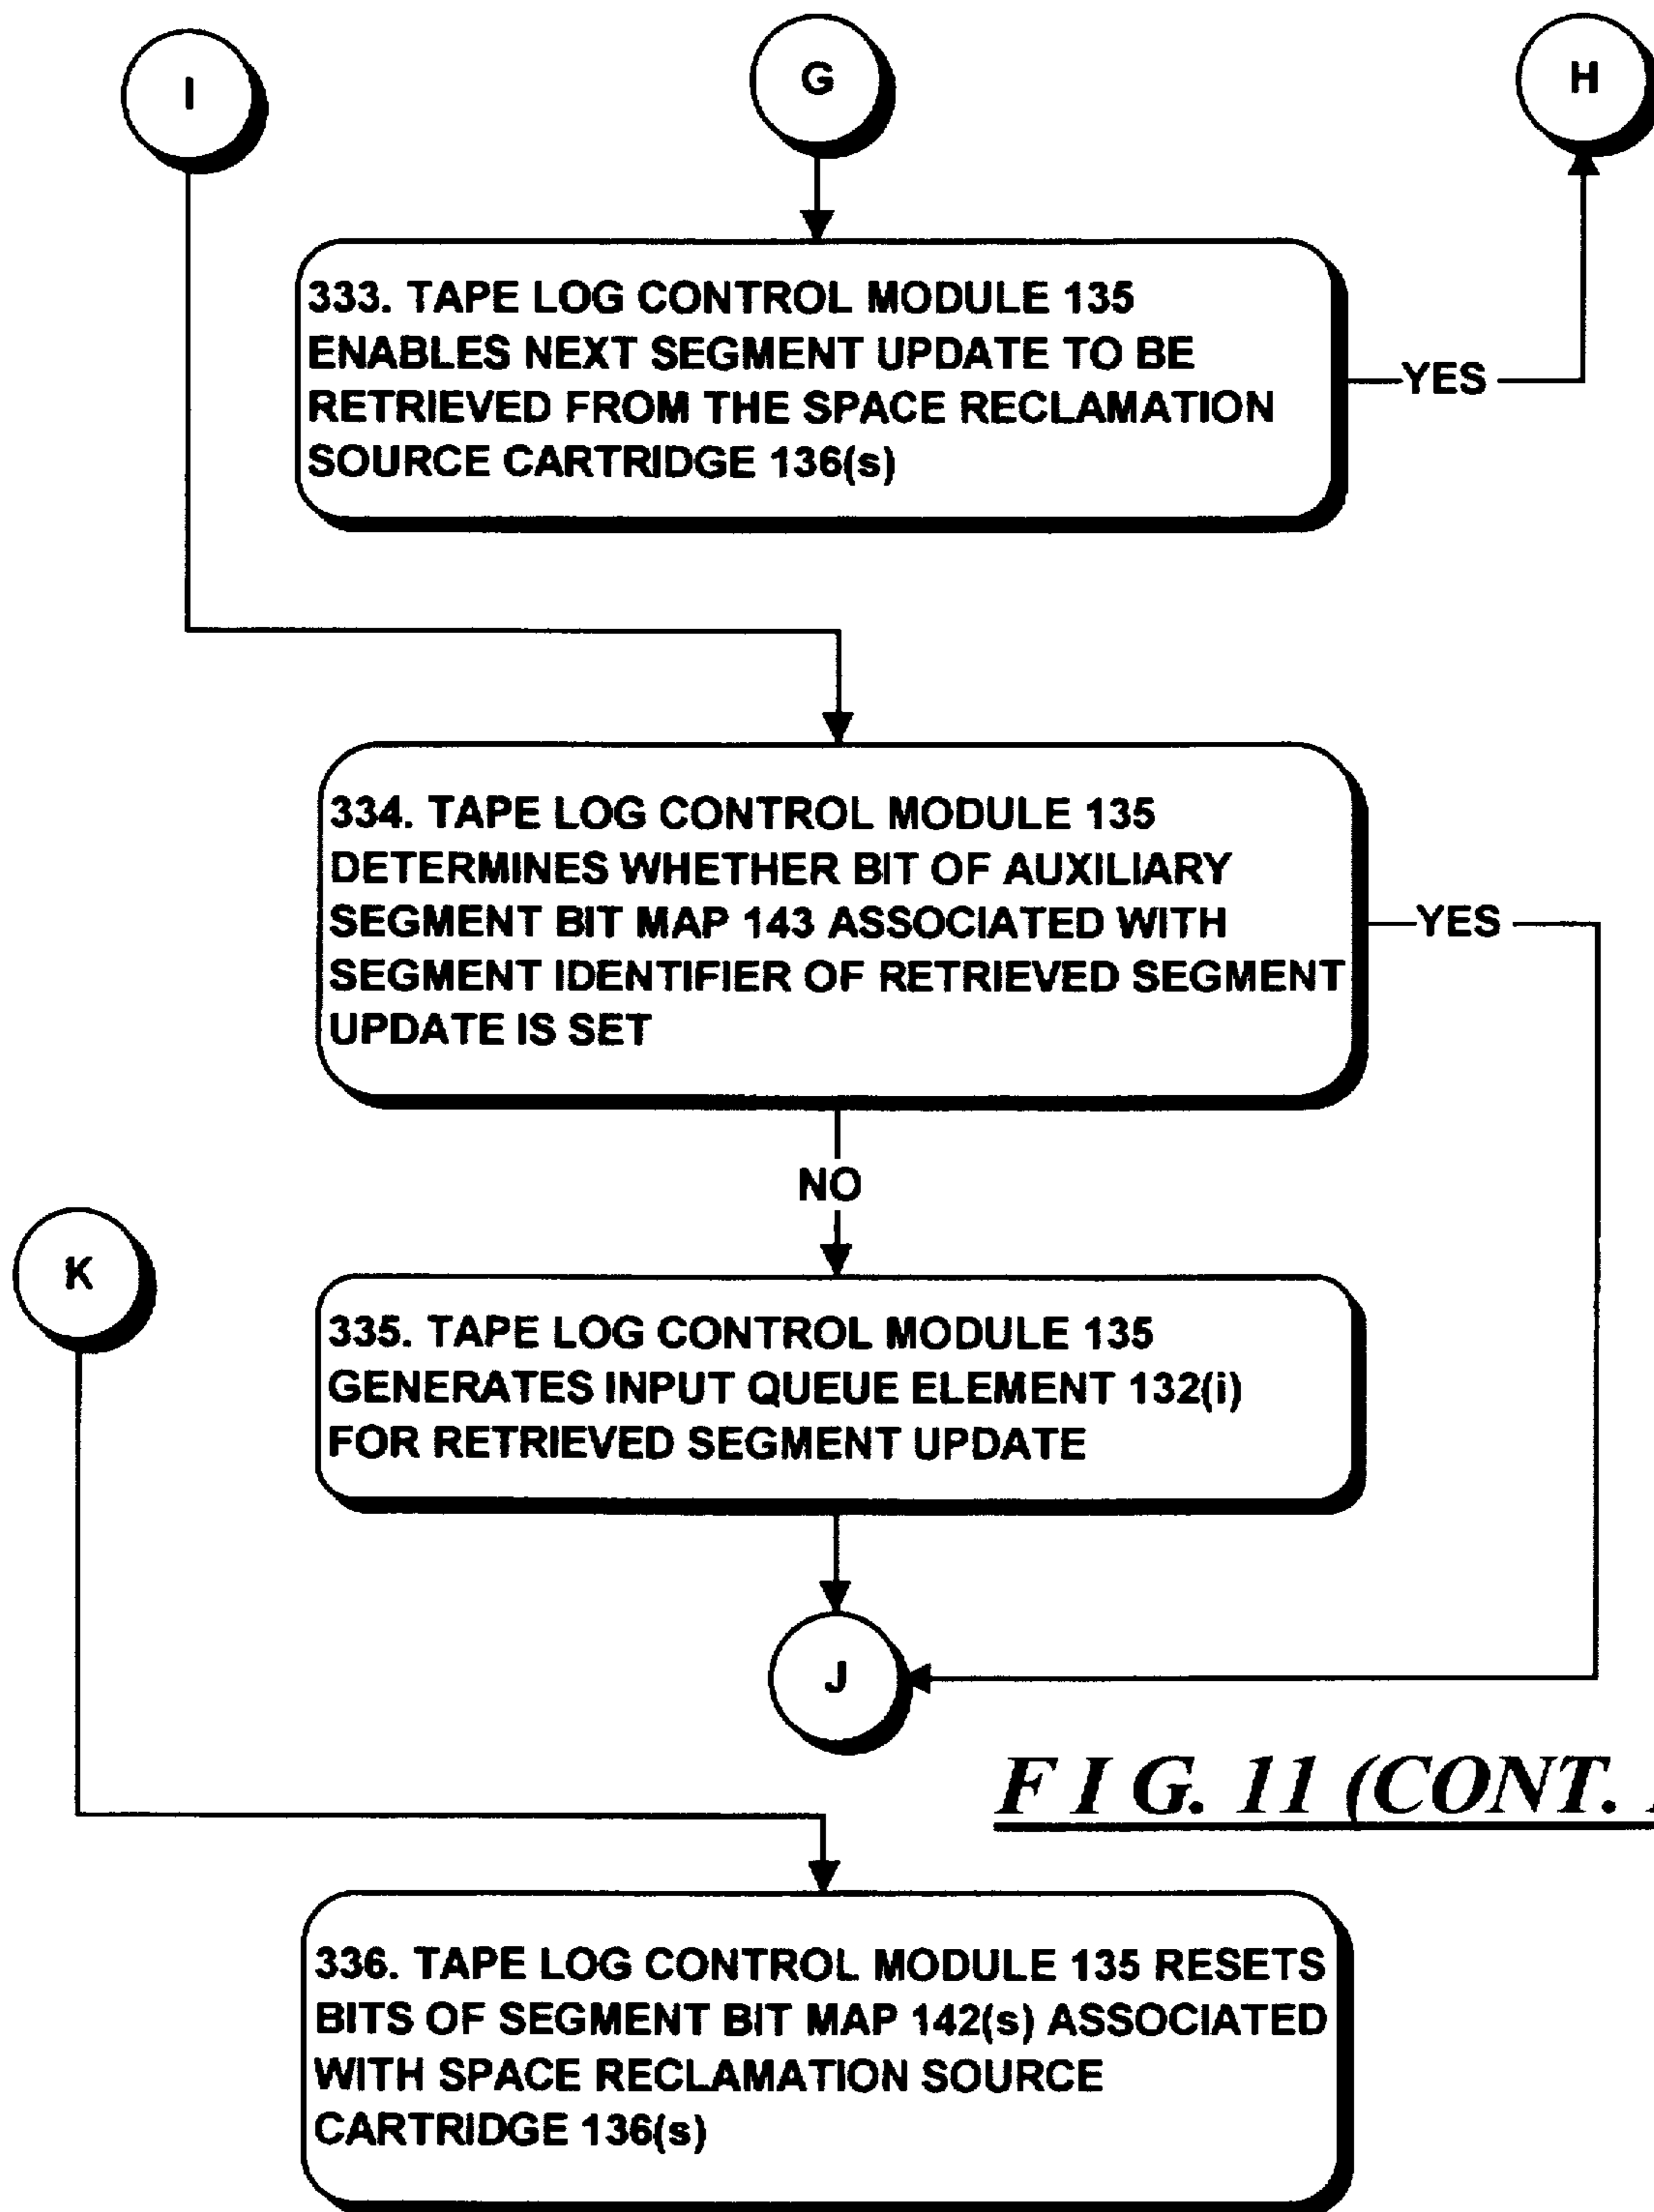 I
G
H
333. TAPE LOG CONTROL MODULE 135
ENABLES NEXT SEGMENT UPDATE TO BE
RETRIEVED FROM THE SPACE RECLAMATION
SOURCE CARTRIDGE 136(s)
YES
334. TAPE LOG CONTROL MODULE 135
DETERMINES WHETHER BIT OF AUXILIARY
SEGMENT BIT MAP 143 ASSOCIATED WITH
SEGMENT IDENTIFIER OF RETRIEVED SEGMENT
UPDATE IS SET
YES
NO
K
335. TAPE LOG CONTROL MODULE 135
GENERATES INPUT QUEUE ELEMENT 132(i)
FOR RETRIEVED SEGMENT UPDATE
J
F I G. 11 (CONT.
336. TAPE LOG CONTROL MODULE 135 RESETS
BITS OF SEGMENT BIT MAP 142(s) ASSOCIATED
WITH SPACE RECLAMATION SOURCE
CARTRIDGE 136(s)